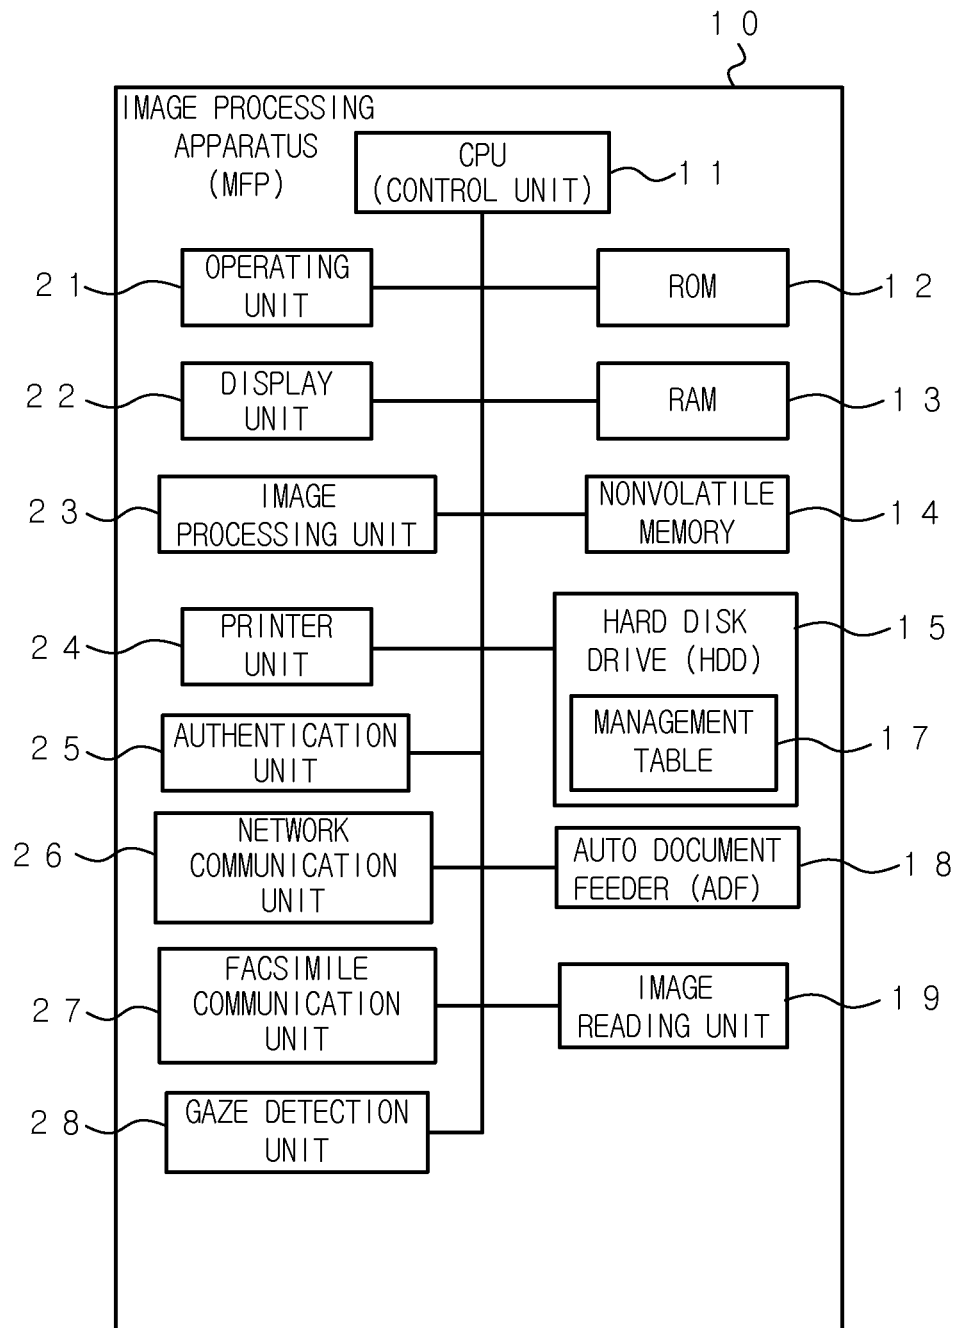 10
IMAGE PROCESSING
APPARATUS
(MFP)
CPU
(CONTROL UNIT)
11
21
OPERATING
UNIT
ROM
12
22
DISPLAY
UNIT
RAM
13
23
IMAGE
PROCESSING UNIT
NONVOLATILE
MEMORY
14
24
PRINTER
UNIT
HARD DISK
DRIVE (HDD)
15
25
AUTHENTICATION
UNIT
MANAGEMENT
TABLE
17
26
NETWORK
COMMUNICATION
UNIT
AUTO DOCUMENT
FEEDER (ADF)
18
27
FACSIMILE
COMMUNICATION
UNIT
IMAGE
READING UNIT
19
28
GAZE DETECTION
UNIT